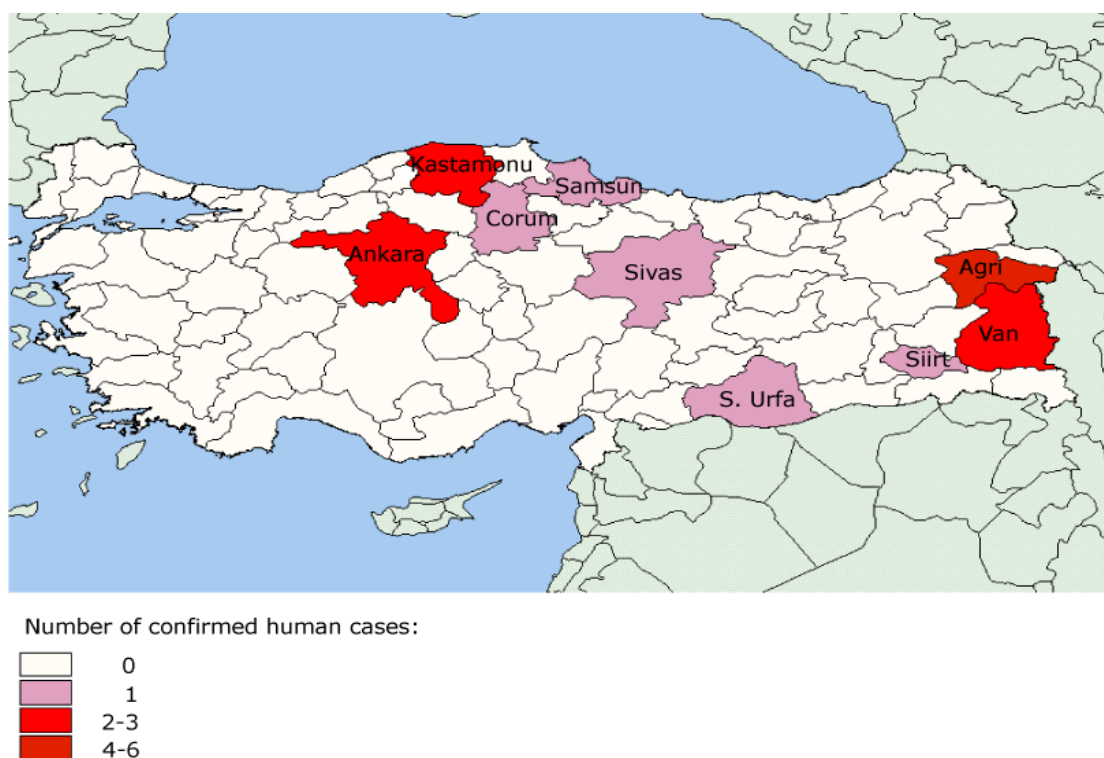 Kastamonu
Samsun
Corum
Ankara
Sivas
Agri
Van
Siirt
S. Urfa
Number of confirmed human cases:
0
1
2-3
4-6